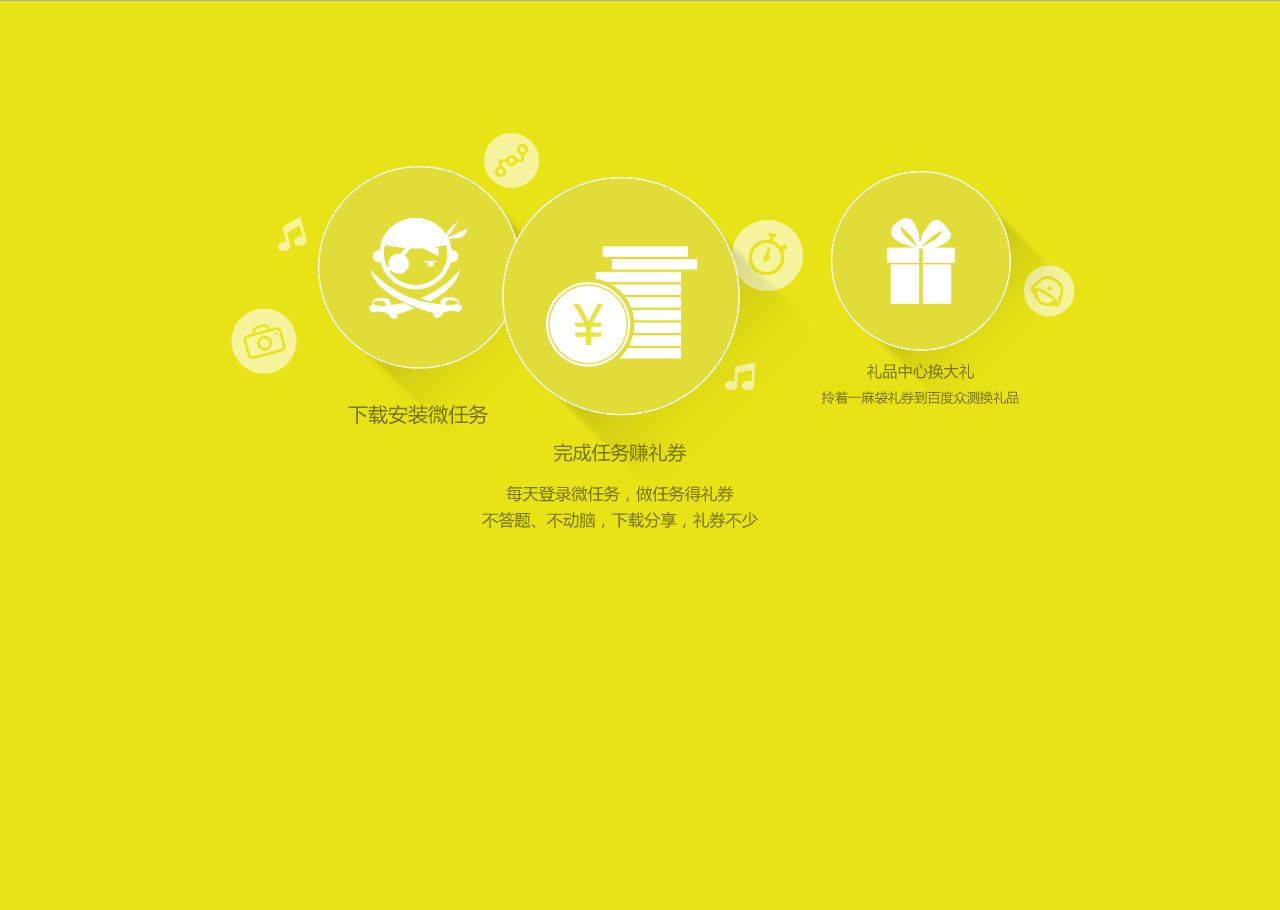 下载安装微任务
完成任务赚礼券
每天登录微任务，做任务得礼券
不答题、不动脑，下载分享，礼券不少
礼品中心换大礼
拎着一麻袋礼券到百度众测换礼品
¥